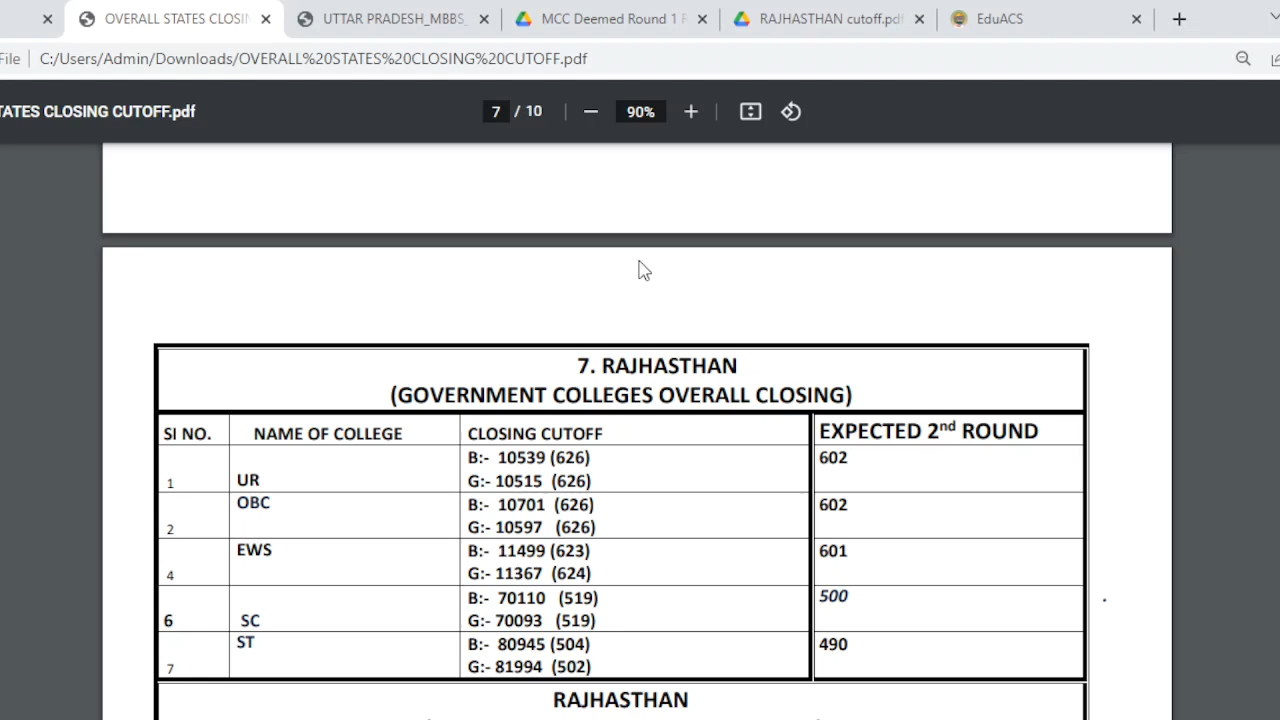 OVERALL STATES CLOSIN
UTTAR PRADESH_MBBS_
MCC Deemed Round 1 R
RAJHASTHAN cutoff.pdf
EduACS
File
C:/Users/Admin/Downloads/OVERALL%20STATES%20CLOSING%20CUTOFF.pdf
TATES CLOSING CUTOFF.pdf
7 / 10
90%
7. RAJHASTHAN
(GOVERNMENT COLLEGES OVERALL CLOSING)
SI NO. NAME OF COLLEGE CLOSING CUTOFF EXPECTED 2nd ROUND
B:- 10539 (626) 602
1 UR G:- 10515 (626)
OBC B:- 10701 (626) 602
2 G:- 10597 (626)
EWS B:- 11499 (623) 601
4 G:- 11367 (624)
B:- 70110 (519) 500
6 SC G:- 70093 (519)
ST B:- 80945 (504) 490
7 G:- 81994 (502)
RAJHASTHAN